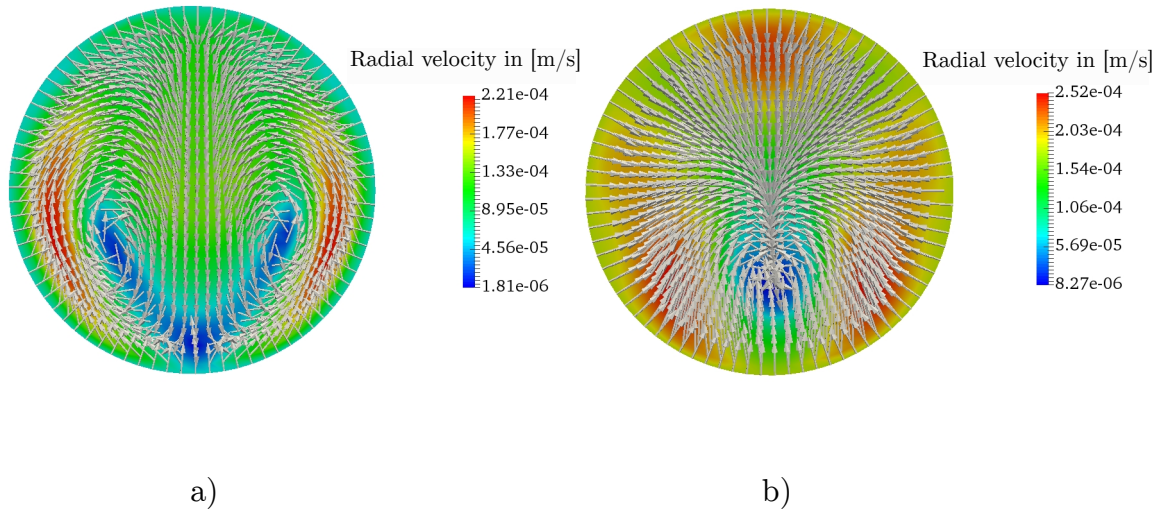 Radial velocity in [m/s]
2.21e-04
1.77e-04
1.33e-04
8.95e-05
4.56e-05
1.81e-06
Radial velocity in [m/s]
2.52e-04
2.03e-04
1.54e-04
1.06e-04
5.69e-05
8.27e-06
a)
b)